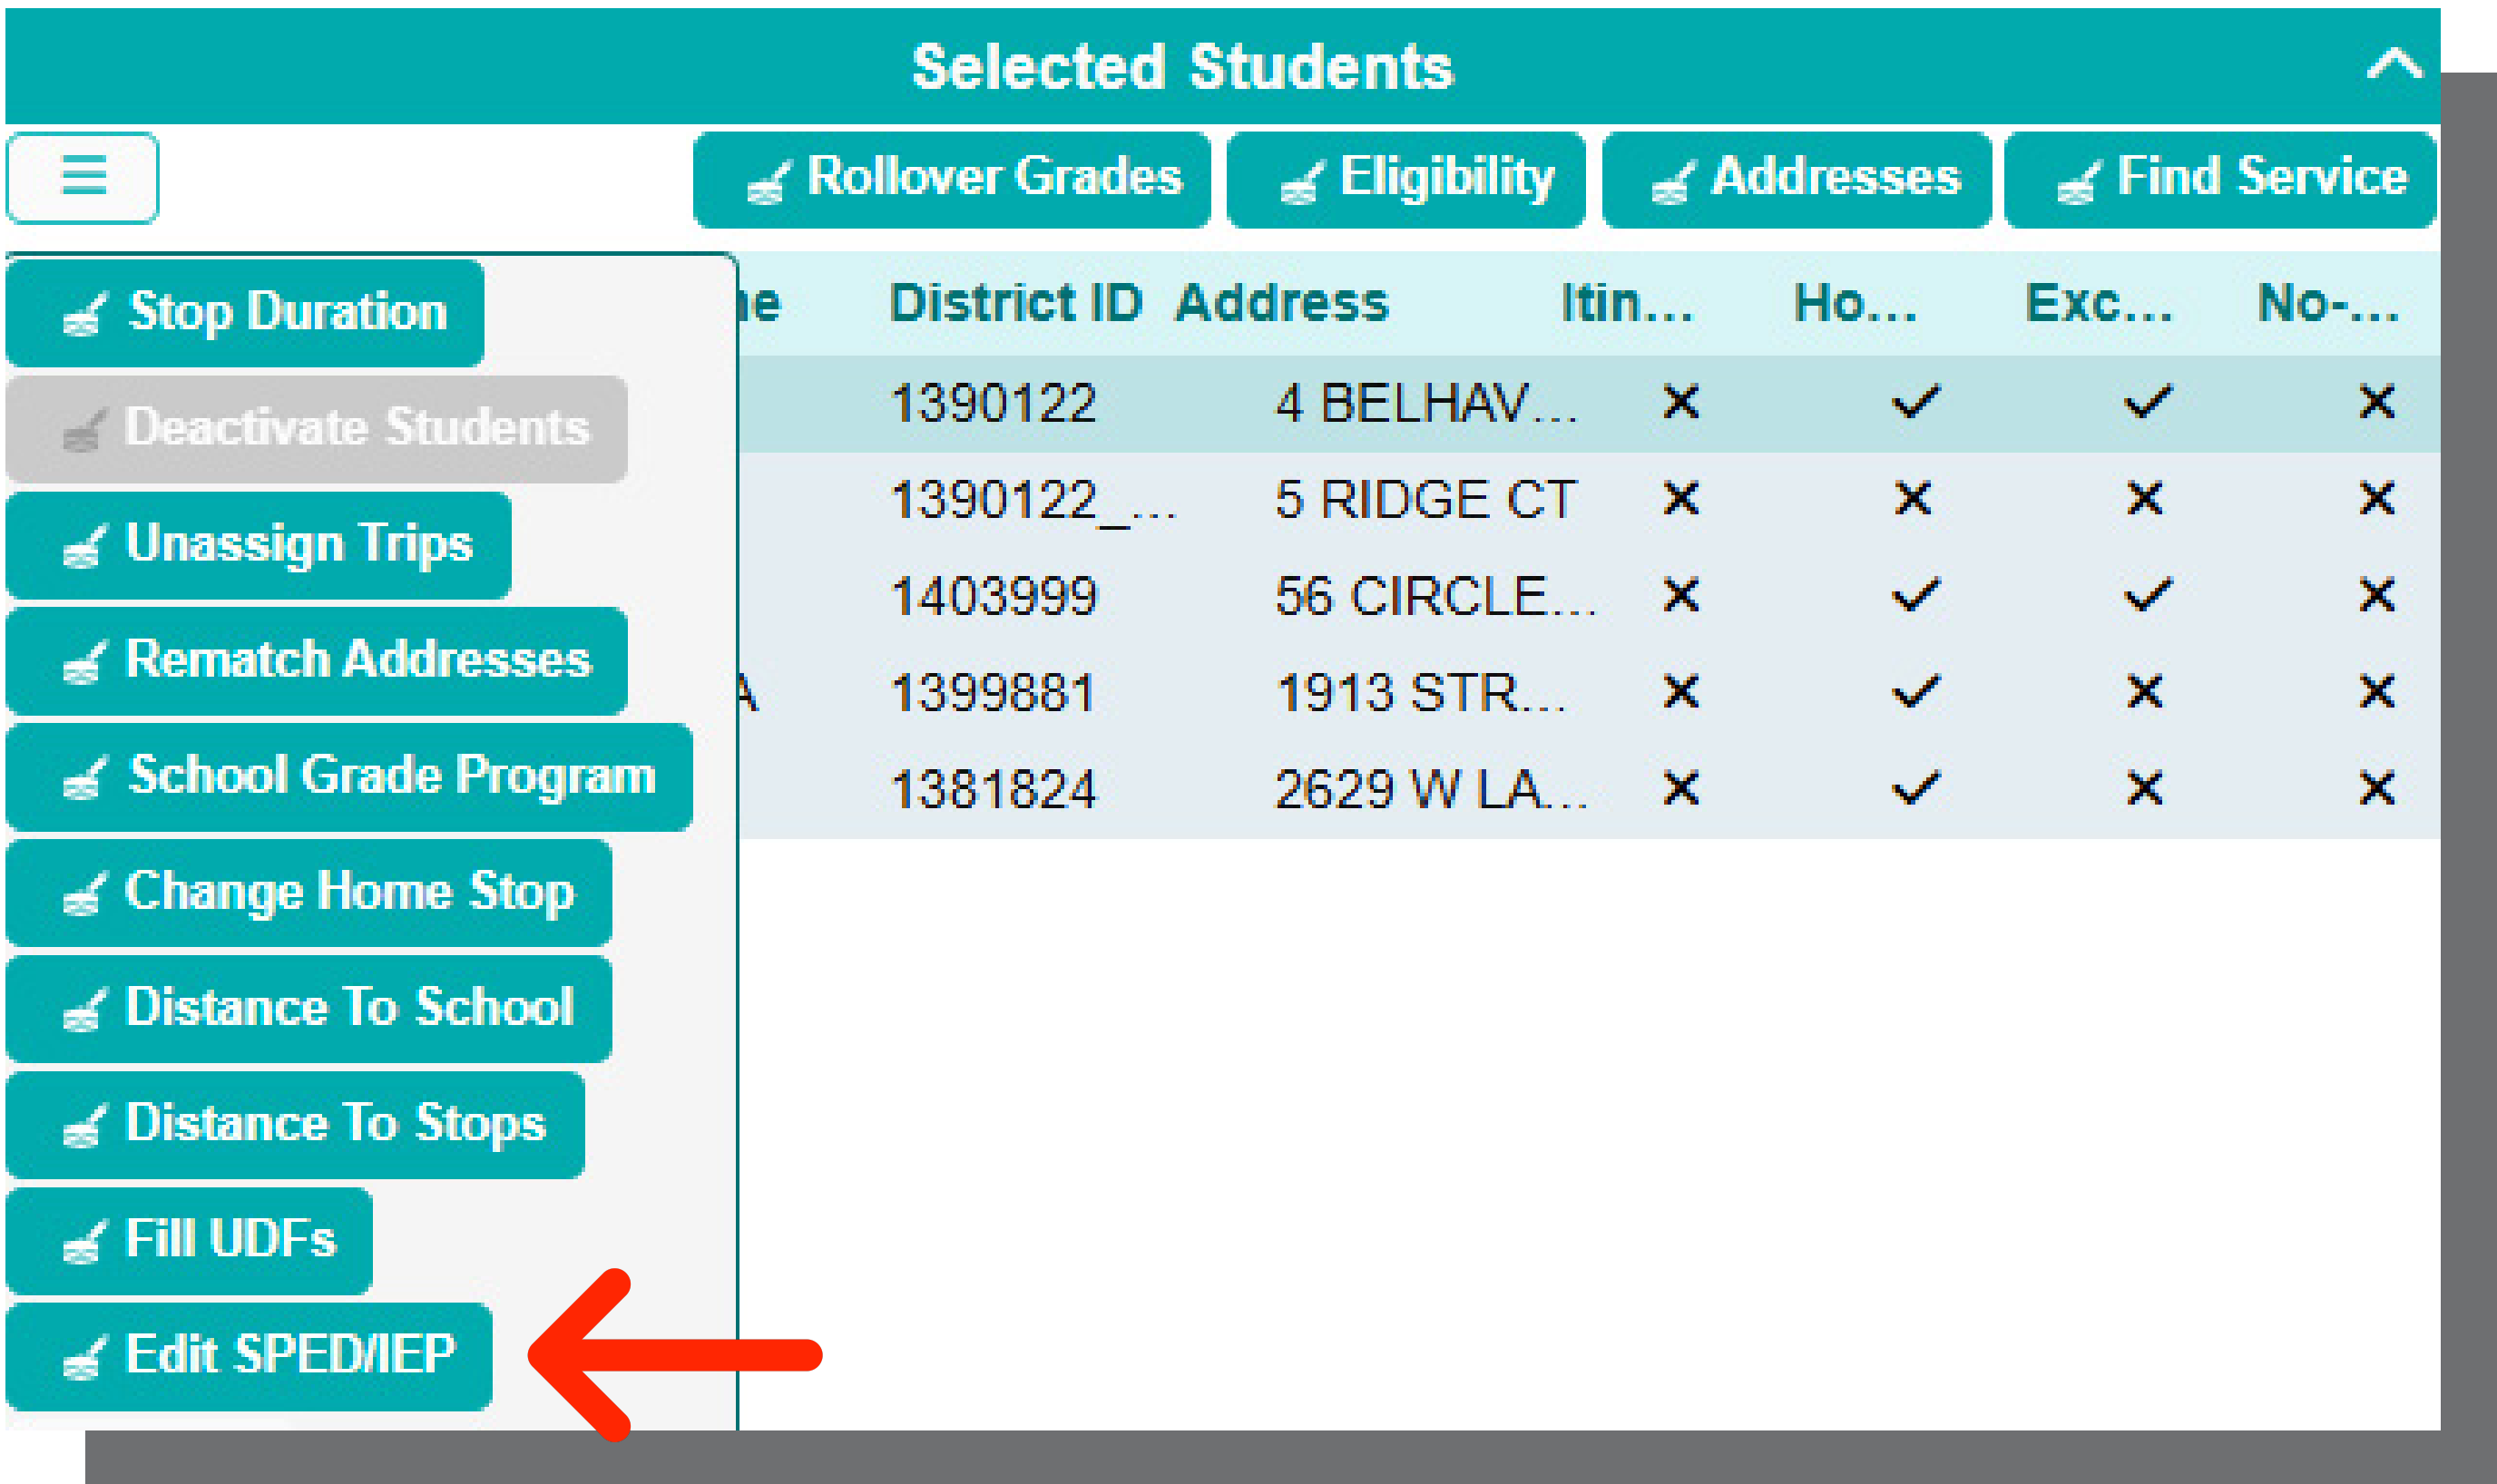 Selected Students
Rollover Grades Eligibility Addresses Find Service
Stop Duration
Deactivate Students
Unassign Trips
Rematch Addresses
School Grade Program
Change Home Stop
Distance To School
Distance To Stops
Fill UDFs
Edit SPED/IEP
District ID Address Itin... Ho... Exc... No-...
1390122 4 BELHAV...
1390122_... 5 RIDGE CT
1403999 56 CIRCLE...
A 1399881 1913 STR...
1381824 2629 W LA...